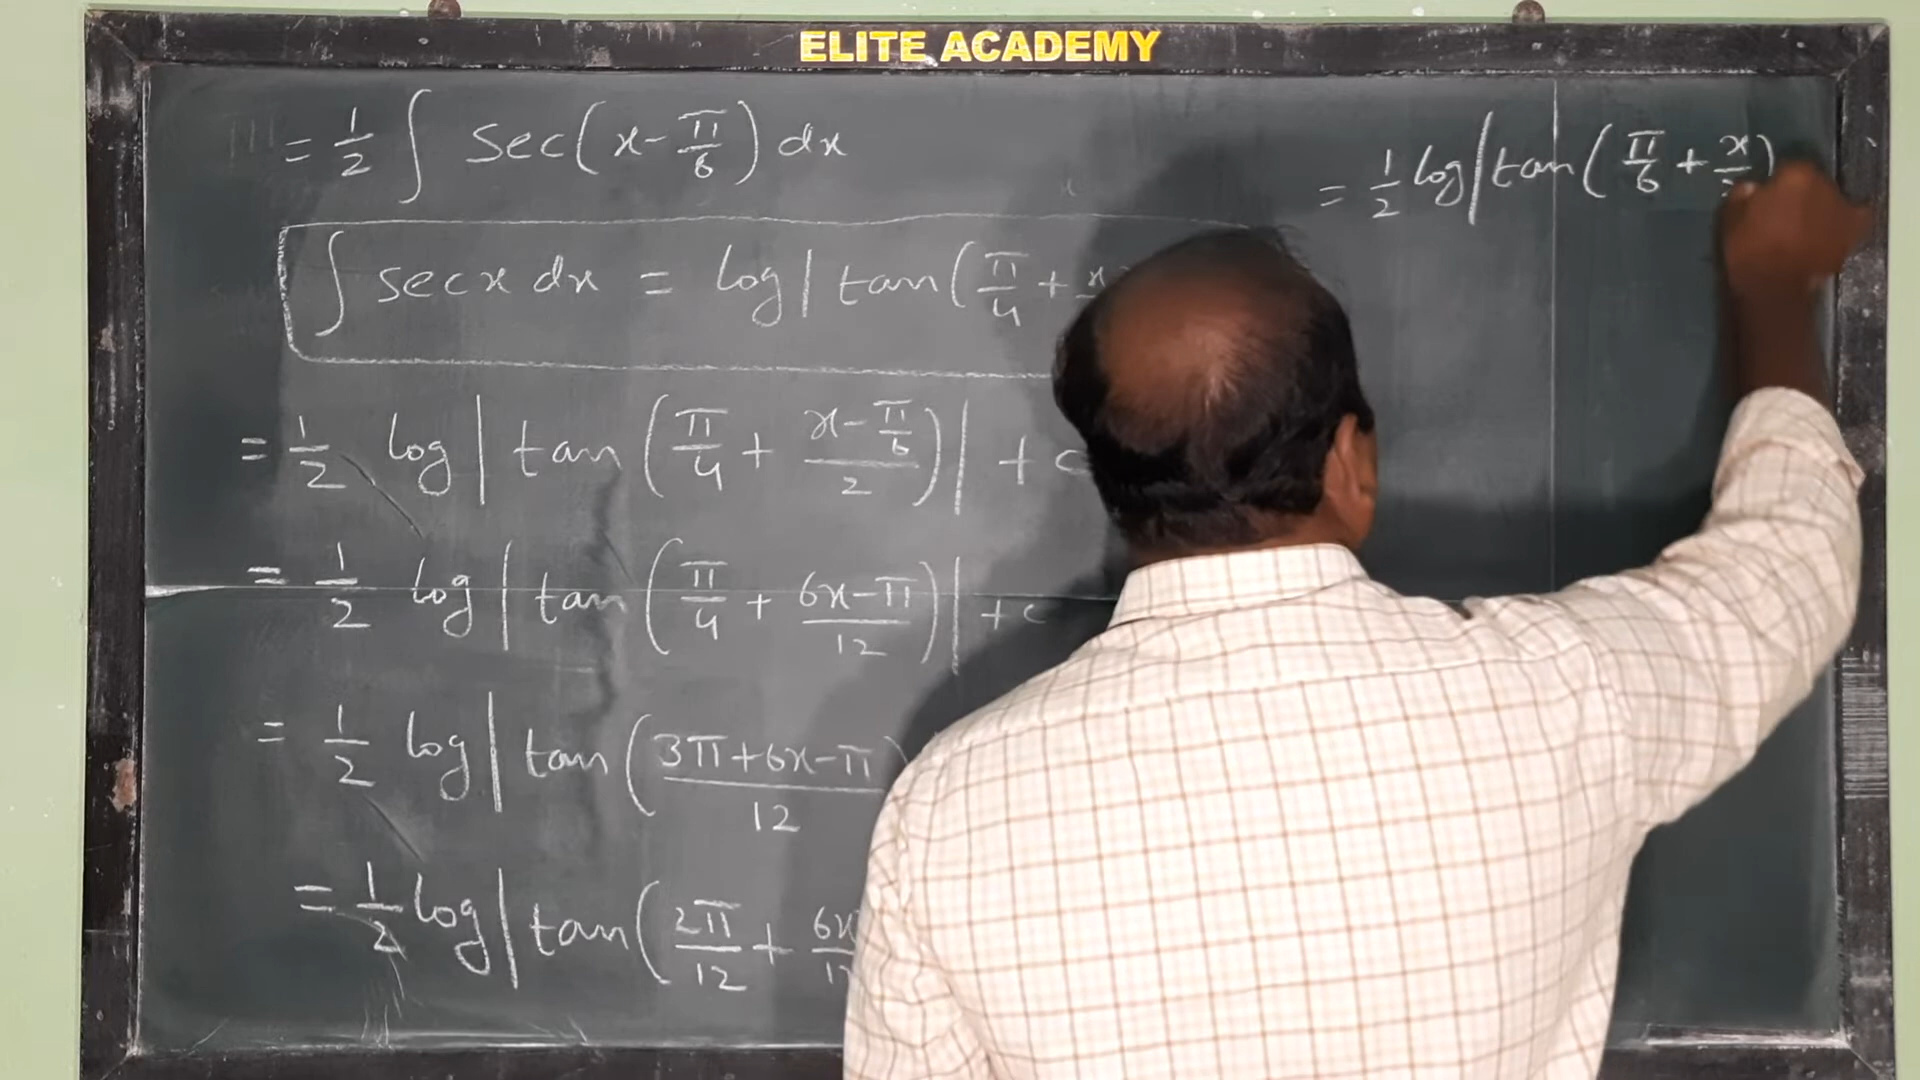 ELITE ACADEMY
= 1/2 ∫ sec(x - π/6) dx
∫ sec x dx = log | tan ( π/4 + x
= 1/2 log | tan ( π/4 + (x - π/6)/2 ) | + c
= 1/2 log | tan ( π/4 + (6x - π)/12 ) | + c
= 1/2 log | tan ( (3π + 6x - π)/12
= 1/2 log | tan ( 2π/12 + 6x/12
= 1/2 log | tan ( π/6 + x/ )